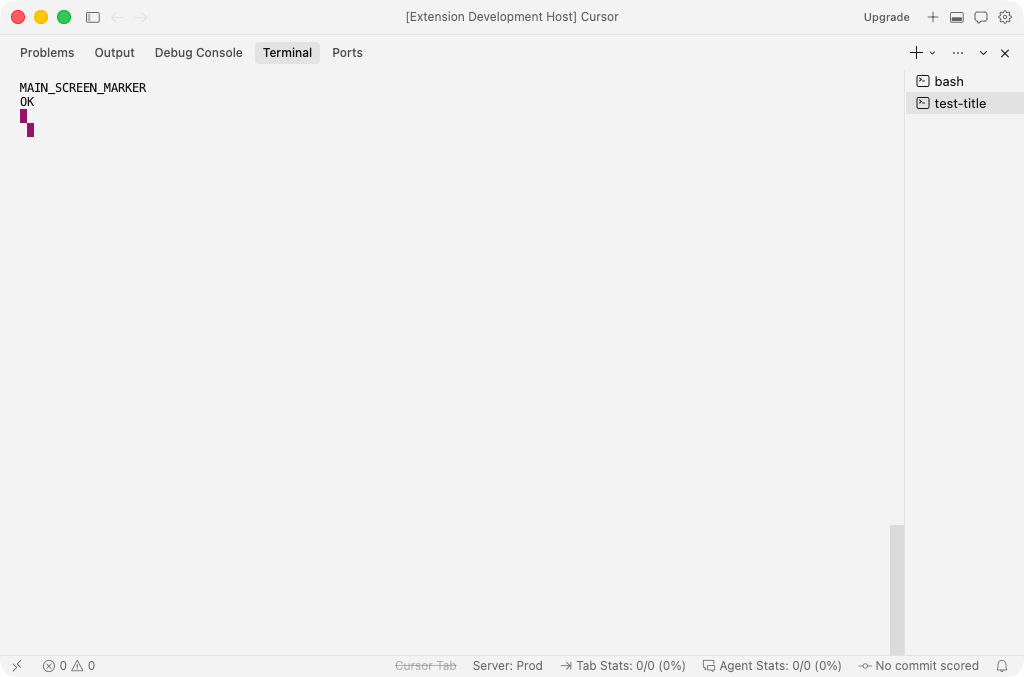 [Extension Development Host] Cursor
Upgrade
Problems Output Debug Console Terminal Ports
MAIN_SCREEN_MARKER
OK
bash
test-title
0 0 Cursor Tab Server: Prod Tab Stats: 0/0 (0%) Agent Stats: 0/0 (0%) No commit scored